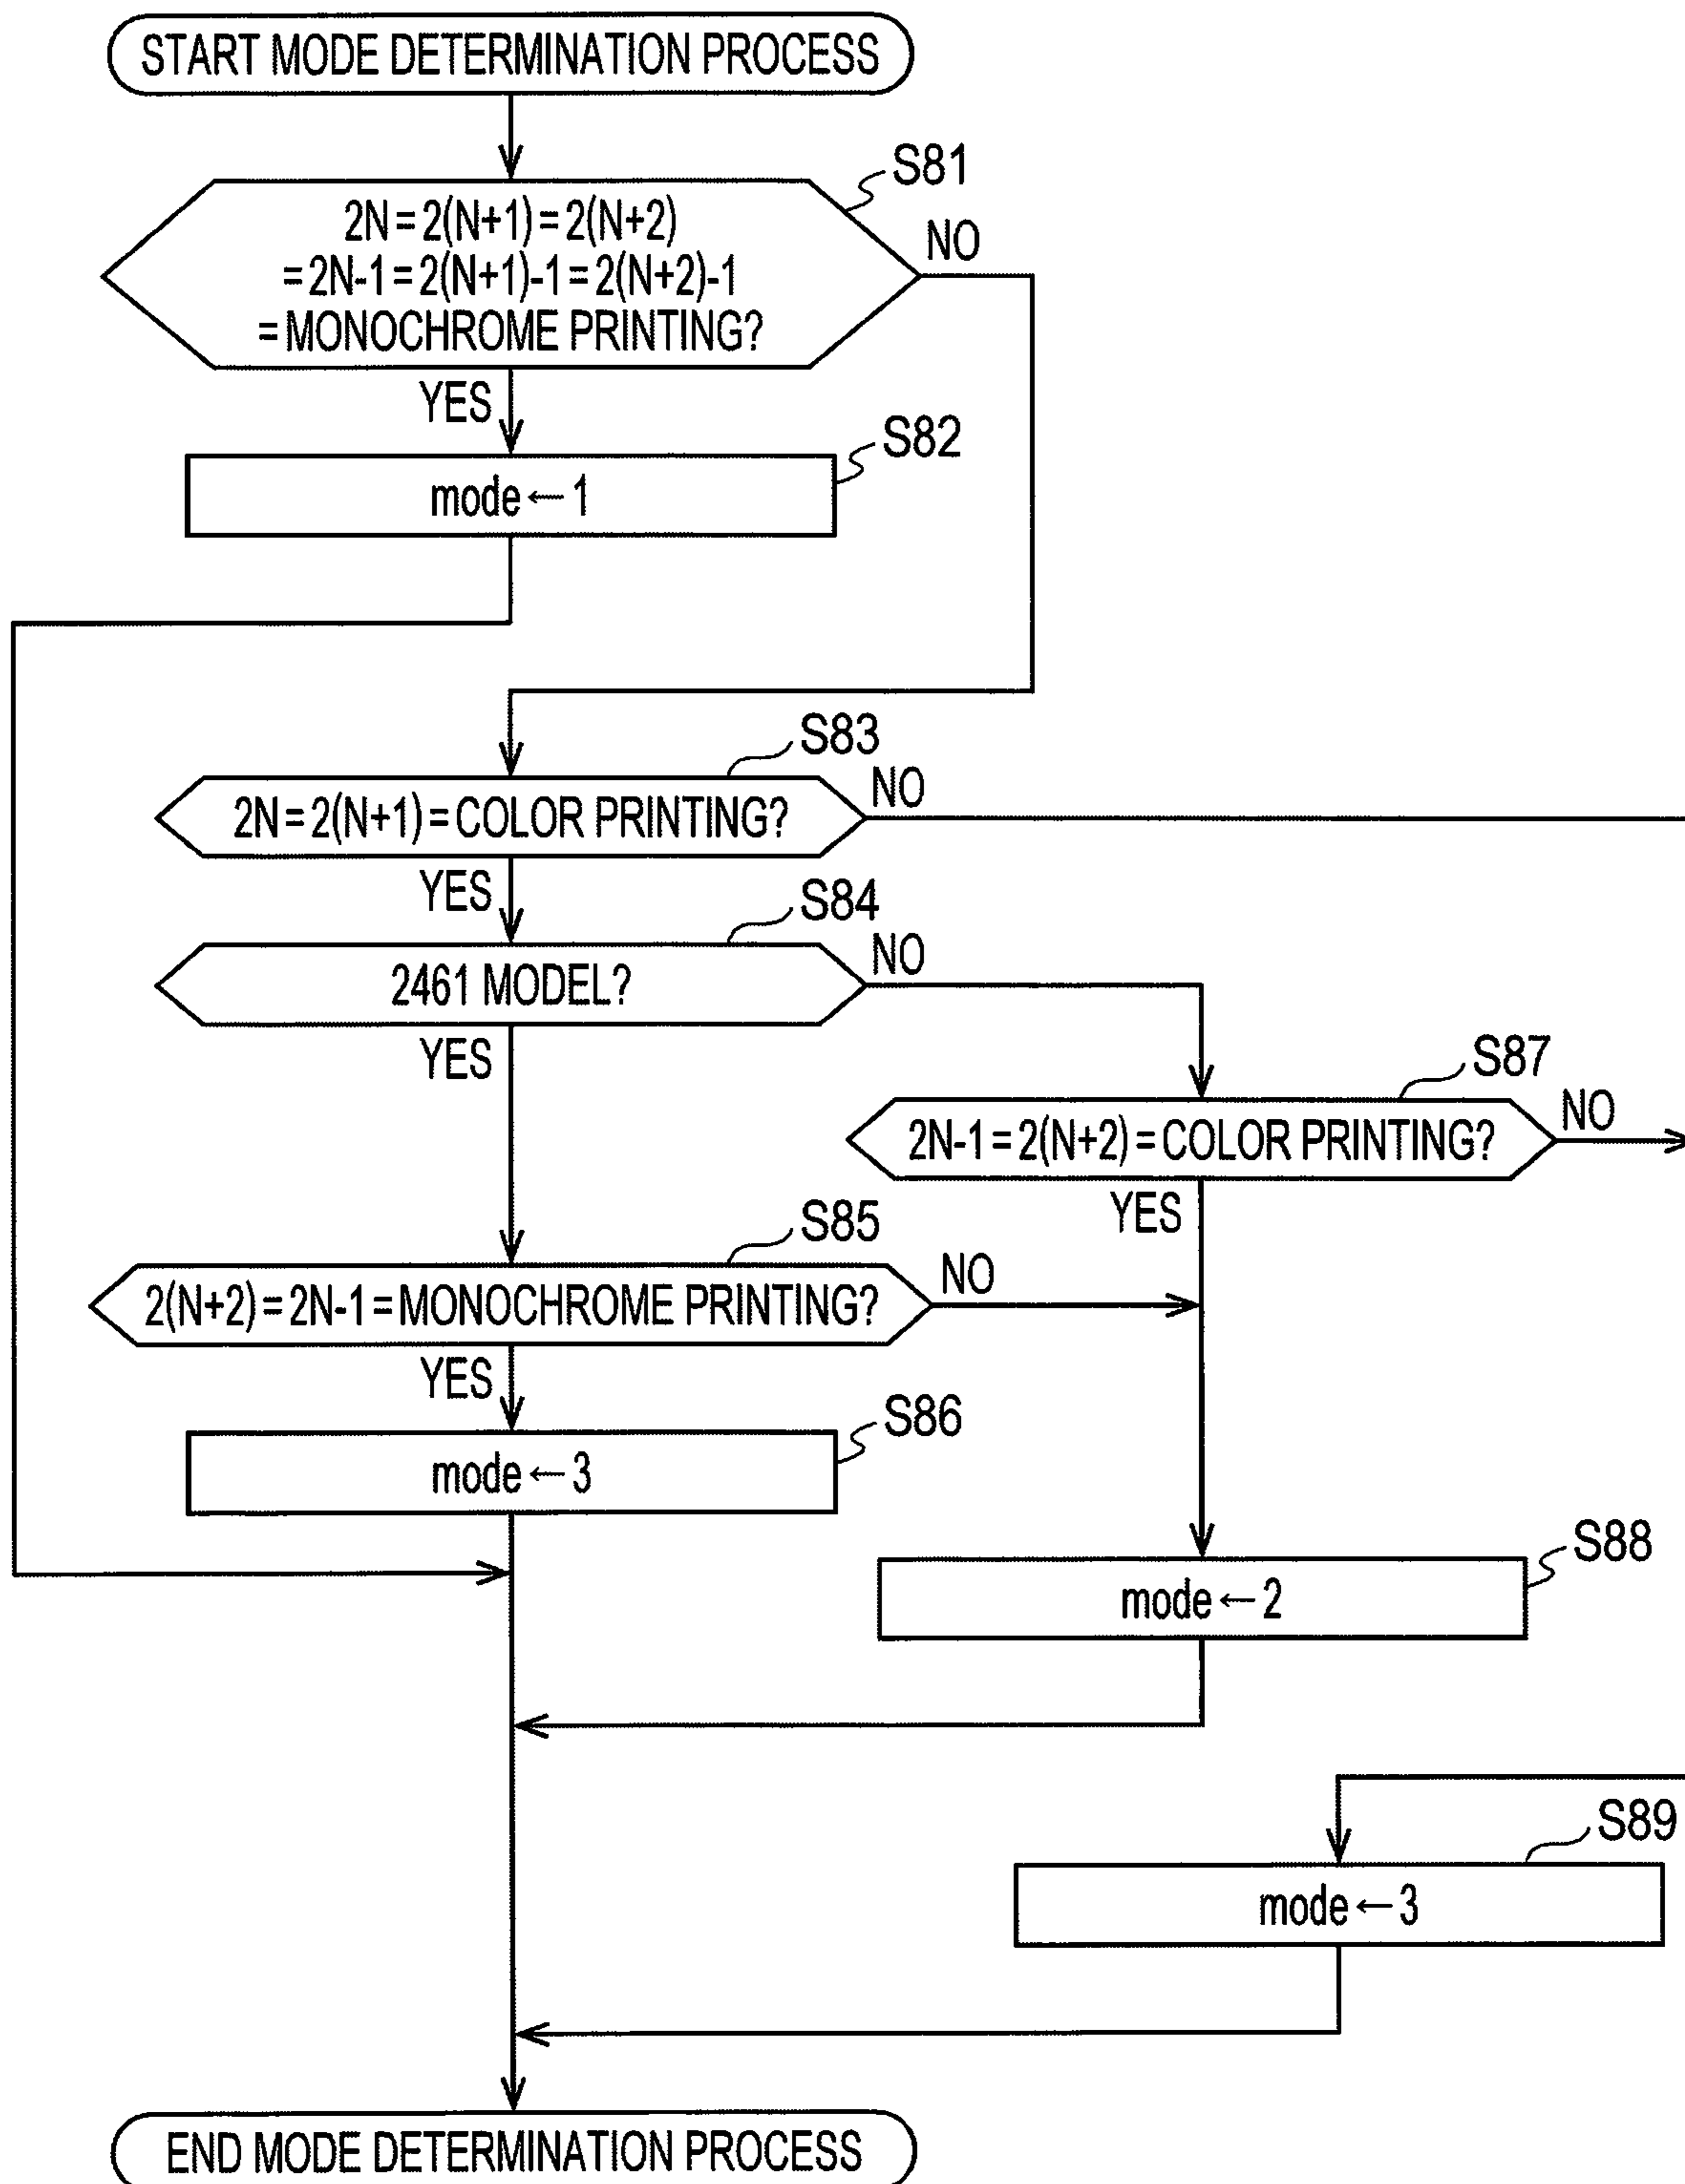 START MODE DETERMINATION PROCESS
S81
2N=2(N+1)=2(N+2)
=2N-1=2(N+1)-1=2(N+2)-1
=MONOCHROME PRINTING?
NO
YES
S82
mode←1
S83
2N=2(N+1)=COLOR PRINTING?
NO
YES
S84
2461 MODEL?
NO
YES
S87
2N-1=2(N+2)=COLOR PRINTING?
NO
YES
S85
2(N+2)=2N-1=MONOCHROME PRINTING?
NO
YES
S86
mode←3
S88
mode←2
S89
mode←3
END MODE DETERMINATION PROCESS